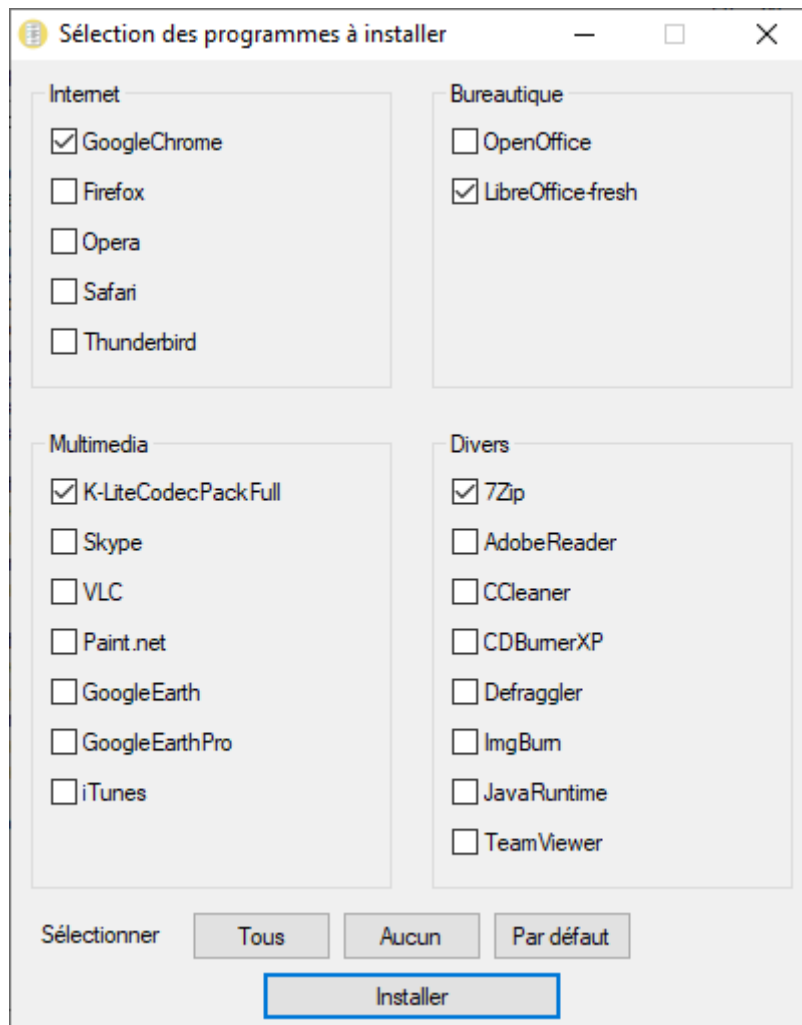 Sélection des programmes à installer
Internet
GoogleChrome
Firefox
Opera
Safari
Thunderbird
Bureautique
OpenOffice
LibreOffice-fresh
Multimedia
K-LiteCodecPackFull
Skype
VLC
Paint.net
GoogleEarth
GoogleEarthPro
iTunes
Divers
7Zip
AdobeReader
CCleaner
CDBurnerXP
Defraggler
ImgBurn
JavaRuntime
TeamViewer
Sélectionner Tous Aucun Par défaut
Installer